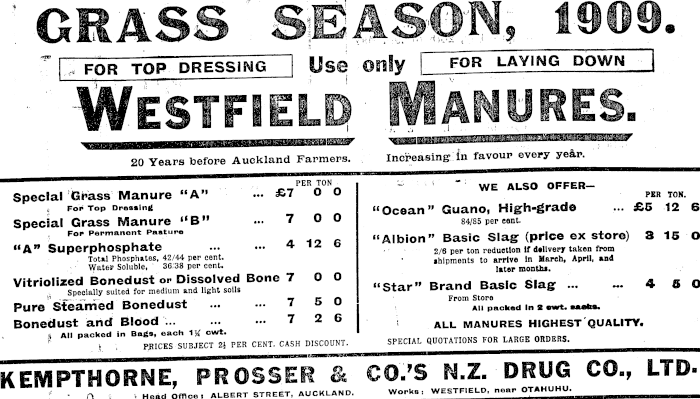 GRASS SEASON, 1909.
FOR TOP DRESSING Use only FOR LAYING DOWN
WESTFIELD MANURES.
20 Years before Auckland Farmers. Increasing in favour every year.
PER TON
Special Grass Manure "A" ... £7 0 0
For Top Dressing
Special Grass Manure "B" ... 7 0 0
For Permanent Pasture
"A" Superphosphate ... ... 4 12 6
Total Phosphates, 42/44 per cent.
Water Soluble, 36/38 per cent.
Vitriolized Bonedust or Dissolved Bone 7 0 0
Specially suited for medium and light soils
Pure Steamed Bonedust ... ... 7 5 0
Bonedust and Blood ... ... ... 7 2 6
All packed in Bags, each 1½ cwt.
PRICES SUBJECT 2½ PER CENT. CASH DISCOUNT.
WE ALSO OFFER—
PER TON.
"Ocean" Guano, High-grade ... £5 12 6
84/85 per cent.
"Albion" Basic Slag (price ex store) 3 15 0
2/6 per ton reduction if delivery taken from
shipments to arrive in March, April, and
later months.
"Star" Brand Basic Slag ... ... 4 5 0
From Store
All packed in 2 cwt. sacks.
ALL MANURES HIGHEST QUALITY.
SPECIAL QUOTATIONS FOR LARGE ORDERS.
KEMPTHORNE, PROSSER & CO.'S N.Z. DRUG CO., LTD.
Head Office: ALBERT STREET, AUCKLAND. Works: WESTFIELD, near OTAHUHU.